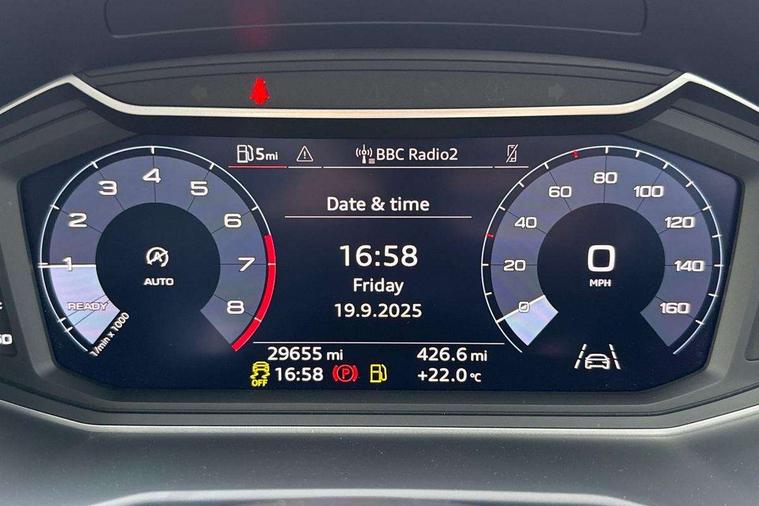 5mi
BBC Radio2
Date & time
16:58
Friday
19.9.2025
1 2 3 4 5 6 7 8
READY
1/min x 1000
AUTO
0 20 40 60 80 100 120 140 160
0
MPH
29655 mi 426.6 mi
OFF 16:58 P +22.0 °C